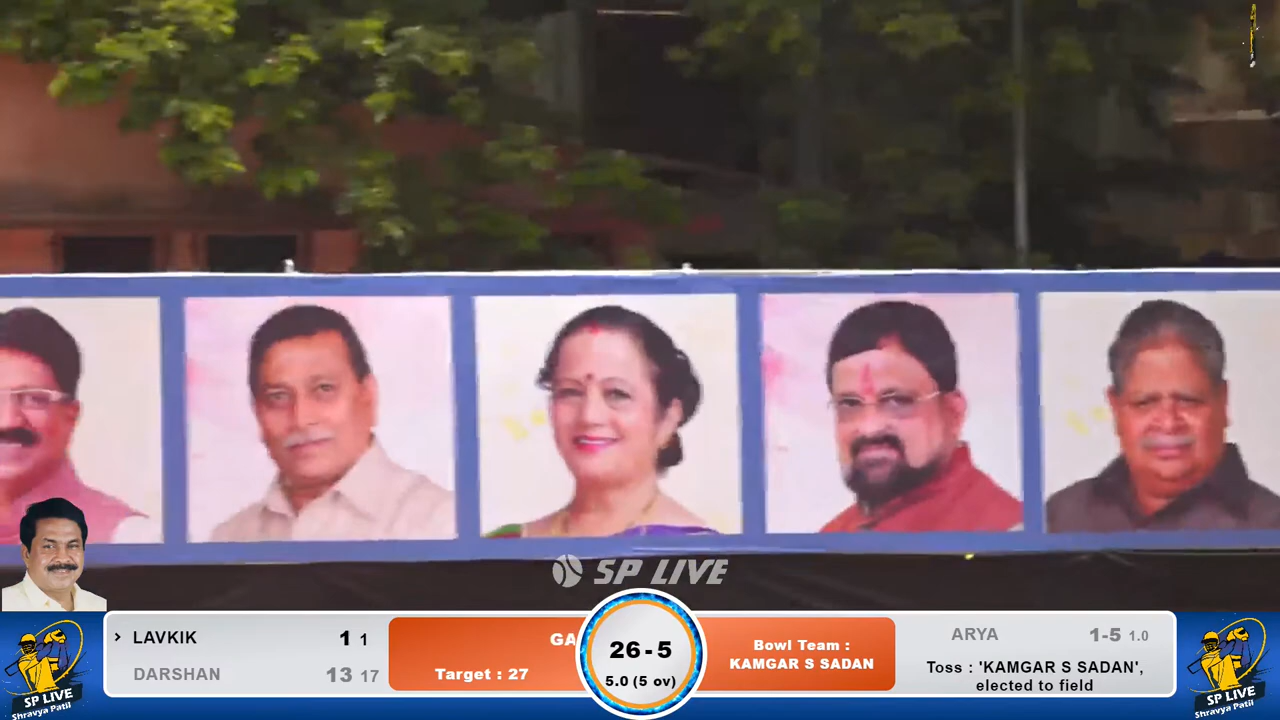 SP LIVE
LAVKIK 1 1
DARSHAN 13 17
GA
Target : 27
26-5
5.0 (5 ov)
Bowl Team :
KAMGAR S SADAN
ARYA 1-5 1.0
Toss : 'KAMGAR S SADAN',
elected to field
SP LIVE
Shravya Patil
SP LIVE
Shravya Patil